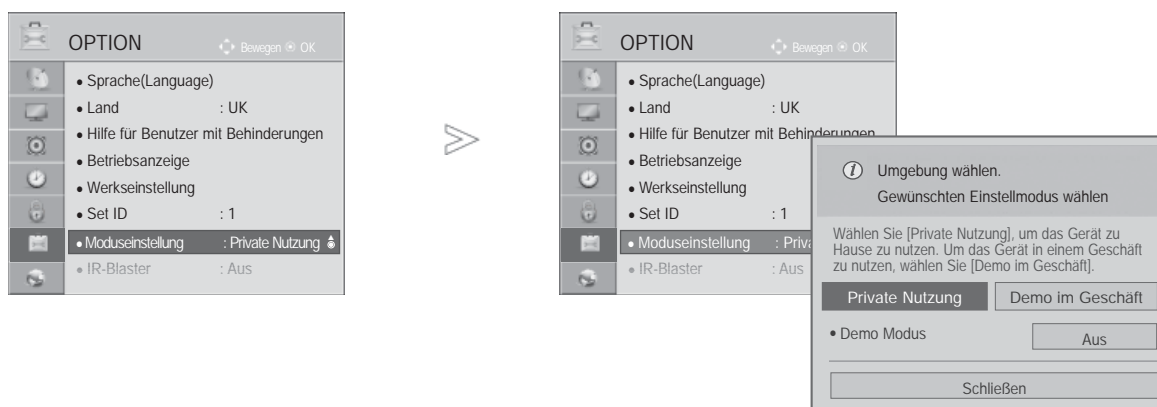 OPTION
Bewegen OK
• Sprache(Language)
• Land : UK
• Hilfe für Benutzer mit Behinderungen
• Betriebsanzeige
• Werkseinstellung
• Set ID : 1
• Moduseinstellung : Private Nutzung
• IR-Blaster : Aus
OPTION
Bewegen OK
• Sprache(Language)
• Land : UK
• Hilfe für Benutzer mit Behinderungen
• Betriebsanzeige
• Werkseinstellung
• Set ID : 1
• Moduseinstellung : Priva
• IR-Blaster : Aus
Umgebung wählen.
Gewünschten Einstellmodus wählen
Wählen Sie [Private Nutzung], um das Gerät zu
Hause zu nutzen. Um das Gerät in einem Geschäft
zu nutzen, wählen Sie [Demo im Geschäft].
Private Nutzung Demo im Geschäft
• Demo Modus Aus
Schließen